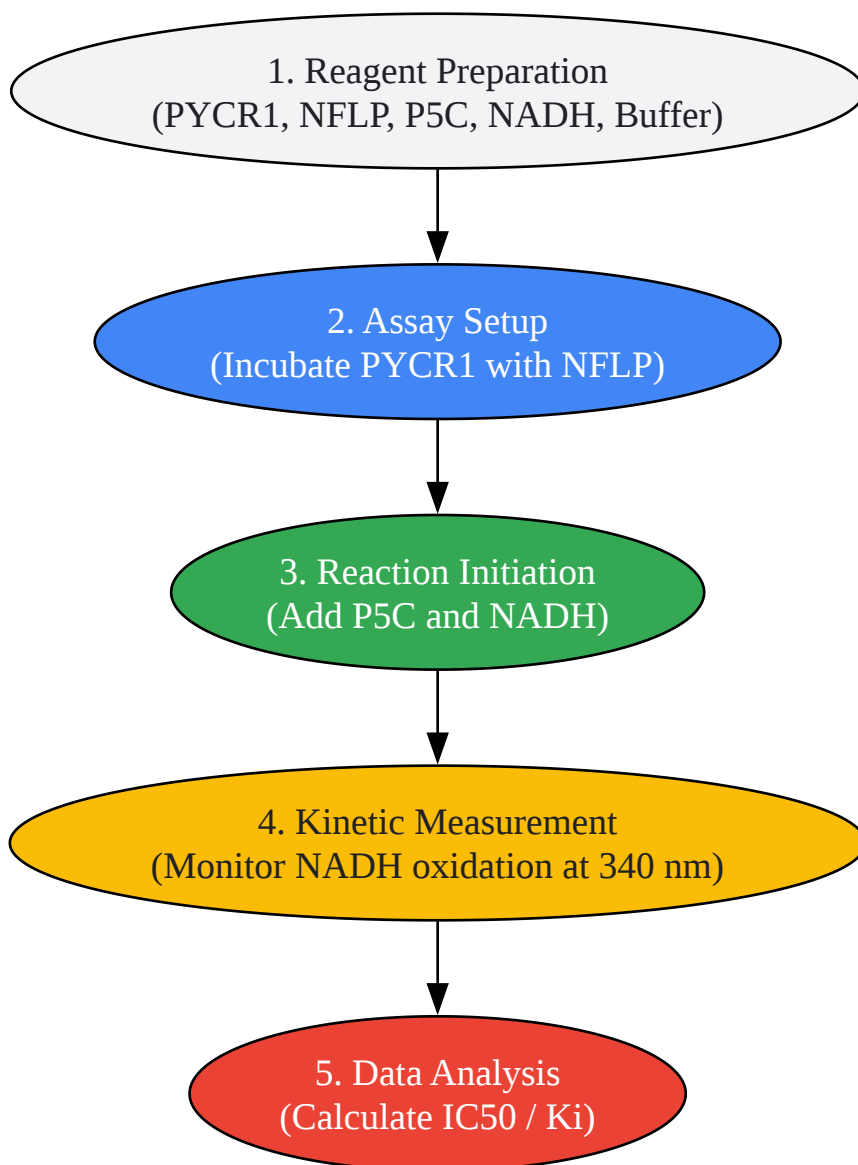 1. Reagent Preparation
(PYCR1, NFLP, P5C, NADH, Buffer)
2. Assay Setup
(Incubate PYCR1 with NFLP)
3. Reaction Initiation
(Add P5C and NADH)
4. Kinetic Measurement
(Monitor NADH oxidation at 340 nm)
5. Data Analysis
(Calculate IC50 / Ki)